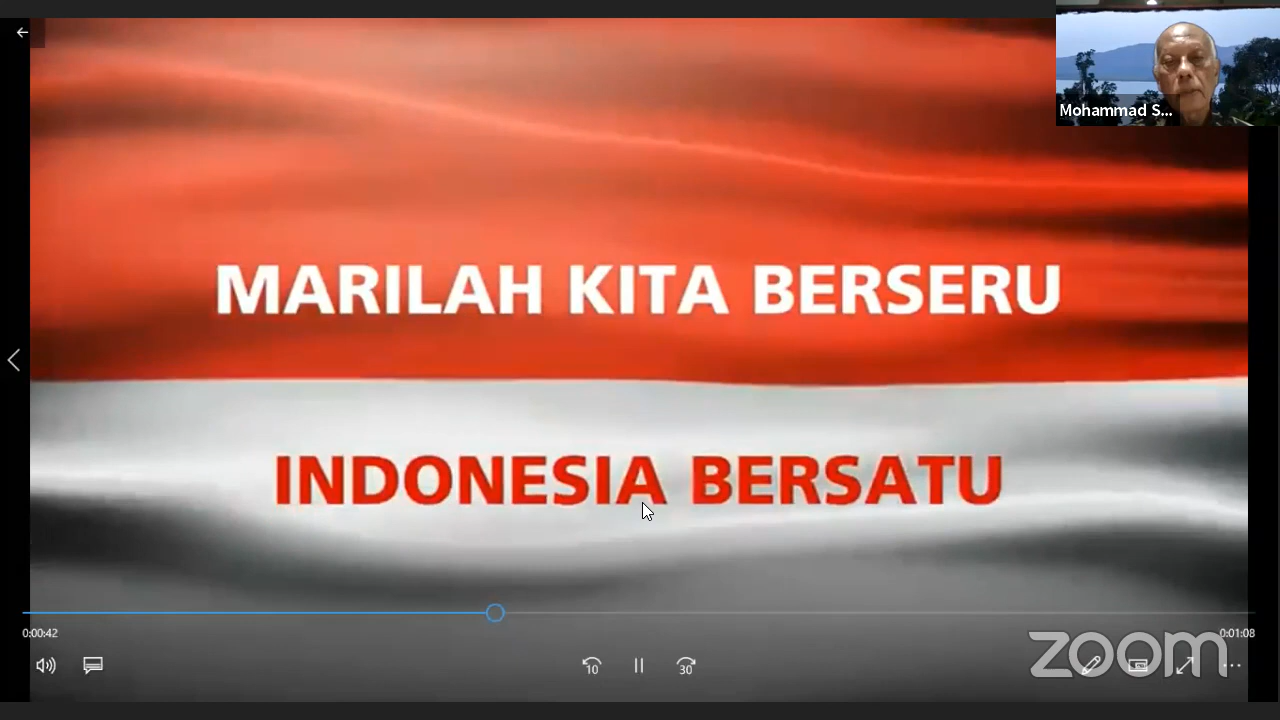 Mohammad S...
MARILAH KITA BERSERU
INDONESIA BERSATU
0:00:42
0:01:08
10
30
zoom